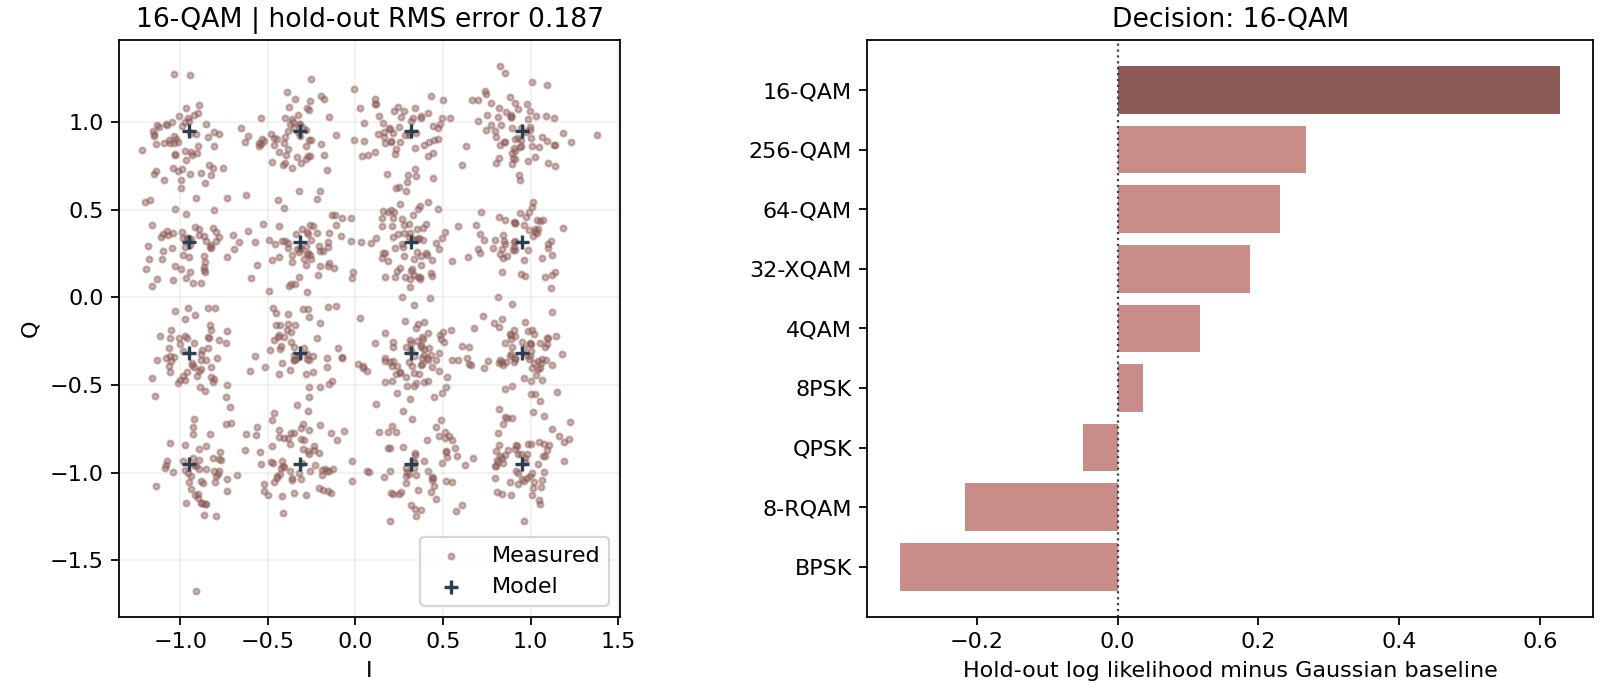 16-QAM | hold-out RMS error 0.187
1.0
0.5
0.0
−0.5
−1.0
−1.5
Q
Measured
Model
−1.0
−0.5
0.0
0.5
1.0
1.5
I
Decision: 16-QAM
16-QAM
256-QAM
64-QAM
32-XQAM
4QAM
8PSK
QPSK
8-RQAM
BPSK
−0.2
0.0
0.2
0.4
0.6
Hold-out log likelihood minus Gaussian baseline